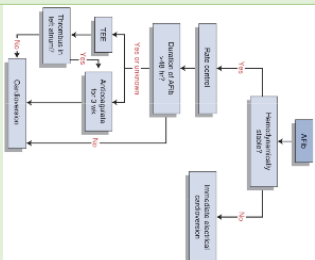 AFib
Hemodynamically
stable?
Yes
No
Rate control
Immediate electrical
cardioversion
Duration of AFib
>48 hr?
Yes or unknown
No
TEE
Anticoagulate
for 3 wk
Thrombus in
left atrium?
Yes
No
Cardioversion